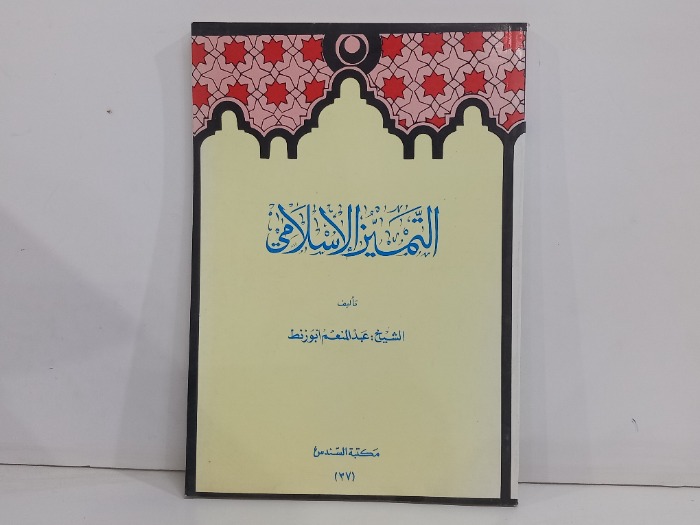 التميز الإسلامي
تأليف
الشيخ: عبد المنعم أبو زنط
مكتبة السندس
(٣٧)